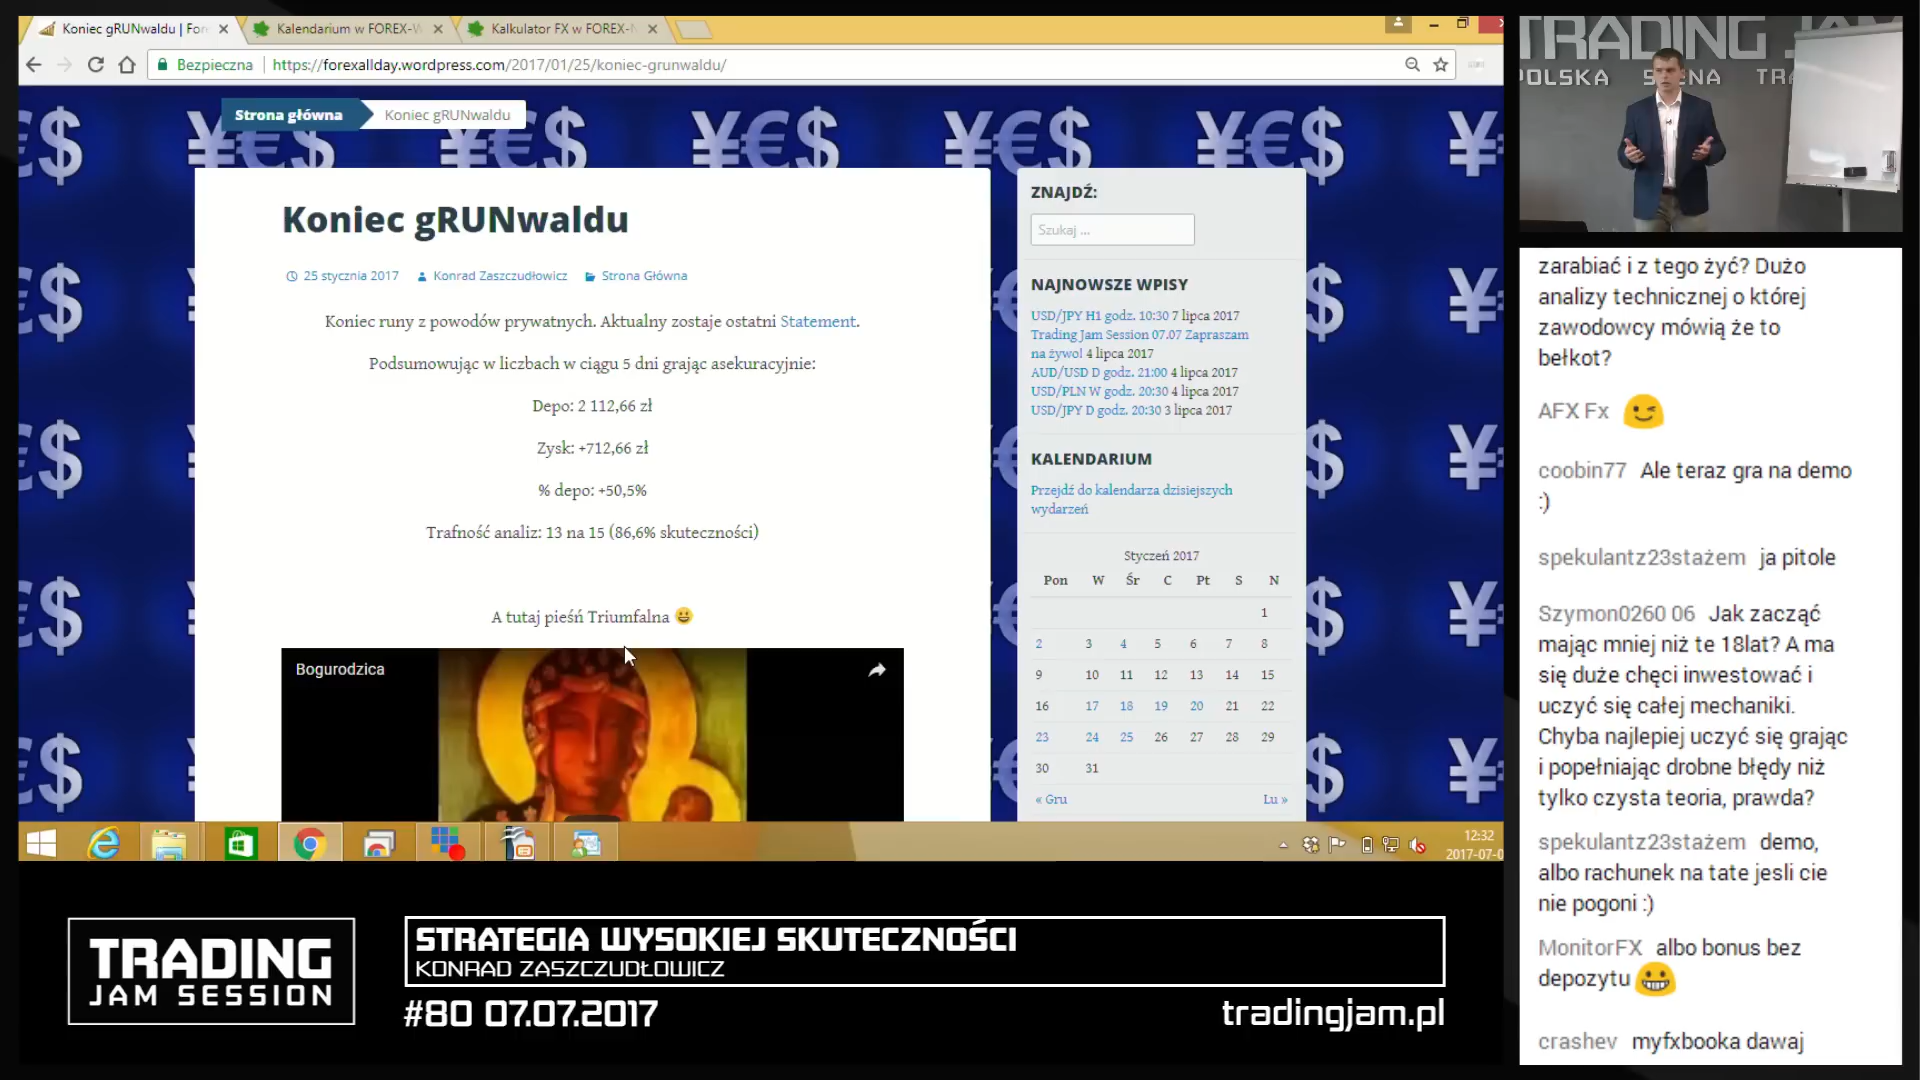 Koniec gRUNwaldu | For
Kalendarium w FOREX-
Kalkulator FX w FOREX-
Bezpieczna
https://forexallday.wordpress.com/2017/01/25/koniec-grunwaldu/
Strona główna
Koniec gRUNwaldu
Koniec gRUNwaldu
25 stycznia 2017 Konrad Zaszczudłowicz Strona Główna
Koniec runy z powodów prywatnych. Aktualny zostaje ostatni Statement.
Podsumowując w liczbach w ciągu 5 dni grając asekuracyjnie:
Depo: 2 112,66 zł
Zysk: +712,66 zł
% depo: +50,5%
Trafność analiz: 13 na 15 (86,6% skuteczności)
A tutaj pieśń Triumfalna 😀
Bogurodzica
ZNAJDŹ:
Szukaj ...
NAJNOWSZE WPISY
USD/JPY H1 godz. 10:30 7 lipca 2017
Trading Jam Session 07.07 Zapraszam
na żywo! 4 lipca 2017
AUD/USD D godz. 21:00 4 lipca 2017
USD/PLN W godz. 20:30 4 lipca 2017
USD/JPY D godz. 20:30 3 lipca 2017
KALENDARIUM
Przejdź do kalendarza dzisiejszych
wydarzeń
Styczeń 2017
Pon W Śr C Pt S N
1
2 3 4 5 6 7 8
9 10 11 12 13 14 15
16 17 18 19 20 21 22
23 24 25 26 27 28 29
30 31
« Gru Lu »
12:32
2017-07-0
TRADING JAM
POLSKA SCENA TRA
zarabiać i z tego żyć? Dużo
analizy technicznej o której
zawodowcy mówią że to
bełkot?
AFX Fx 😉
coobin77 Ale teraz gra na demo
:)
spekulantz23stażem ja pitole
Szymon0260 06 Jak zacząć
mając mniej niż te 18lat? A ma
się duże chęci inwestować i
uczyć się całej mechaniki.
Chyba najlepiej uczyć się grając
i popełniając drobne błędy niż
tylko czysta teoria, prawda?
spekulantz23stażem demo,
albo rachunek na tate jesli cie
nie pogoni :)
MonitorFX albo bonus bez
depozytu 😀
crashev myfxbooka dawaj
TRADING
JAM SESSION
STRATEGIA WYSOKIEJ SKUTECZNOŚCI
KONRAD ZASZCZUDŁOWICZ
#80 07.07.2017
tradingjam.pl